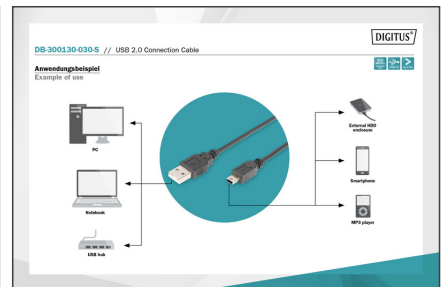 DIGITUS®
DB-300130-030-S // USB 2.0 Connection Cable
Anwendungsbeispiel
Example of use
PC
Notebook
USB hub
External HDD
enclosure
Smartphone
MP3 player